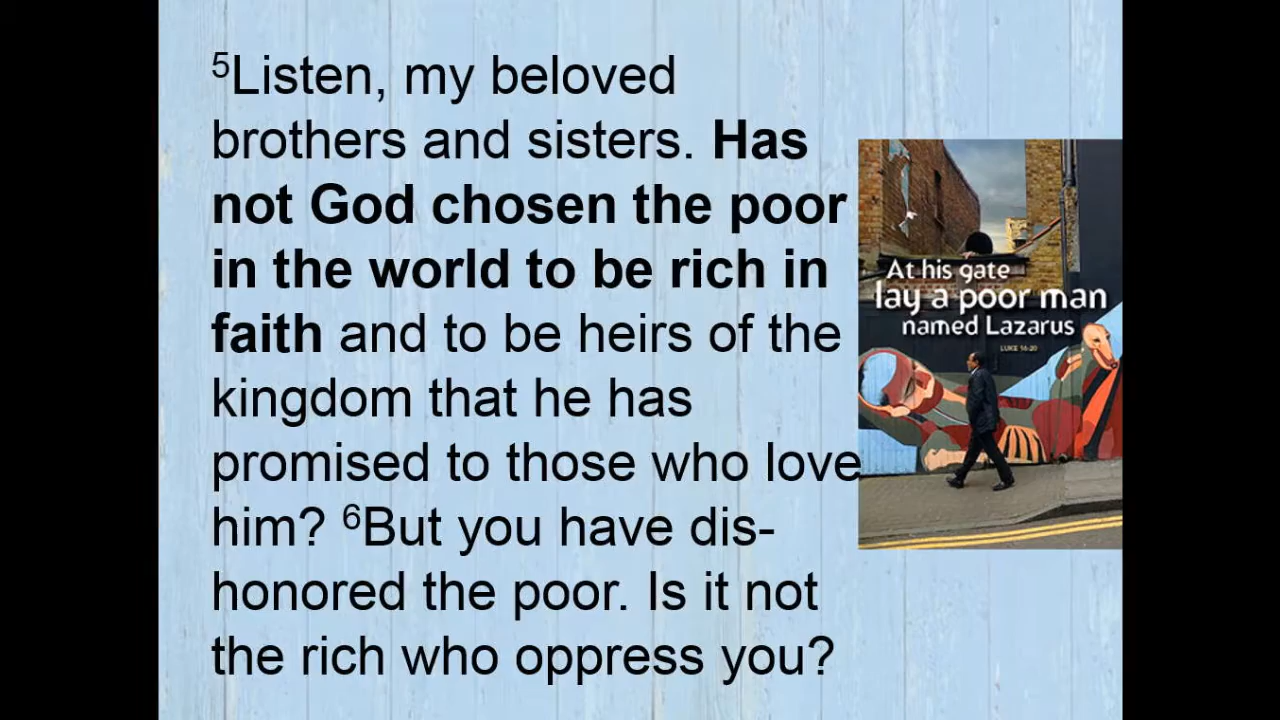 ⁵Listen, my beloved
brothers and sisters. Has
not God chosen the poor
in the world to be rich in
faith and to be heirs of the
kingdom that he has
promised to those who love
him? ⁶But you have dis-
honored the poor. Is it not
the rich who oppress you?
At his gate
lay a poor man
named Lazarus
LUKE 16:20